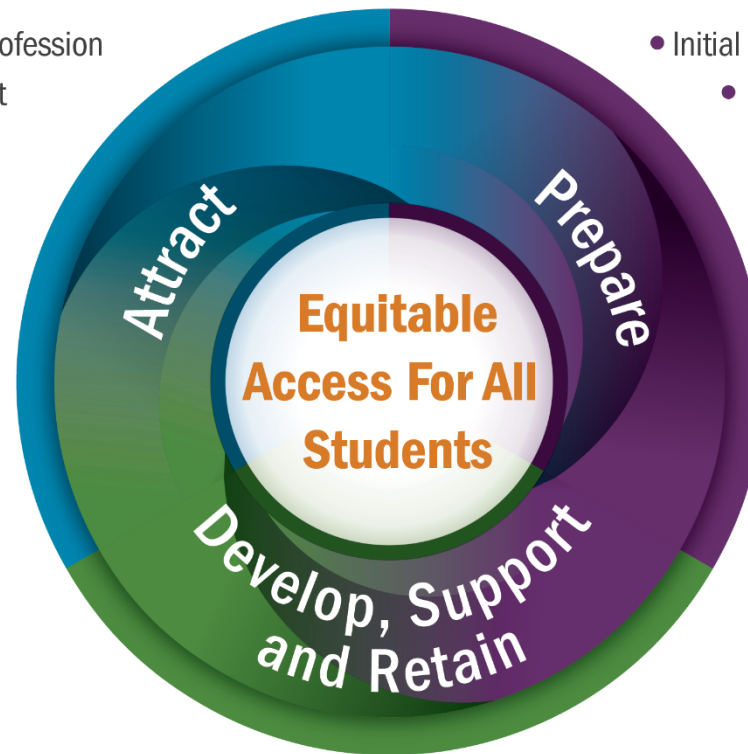 ofession
t
• Initial
•
Attract
Prepare
Equitable
Access For All
Students
Develop, Support
and Retain